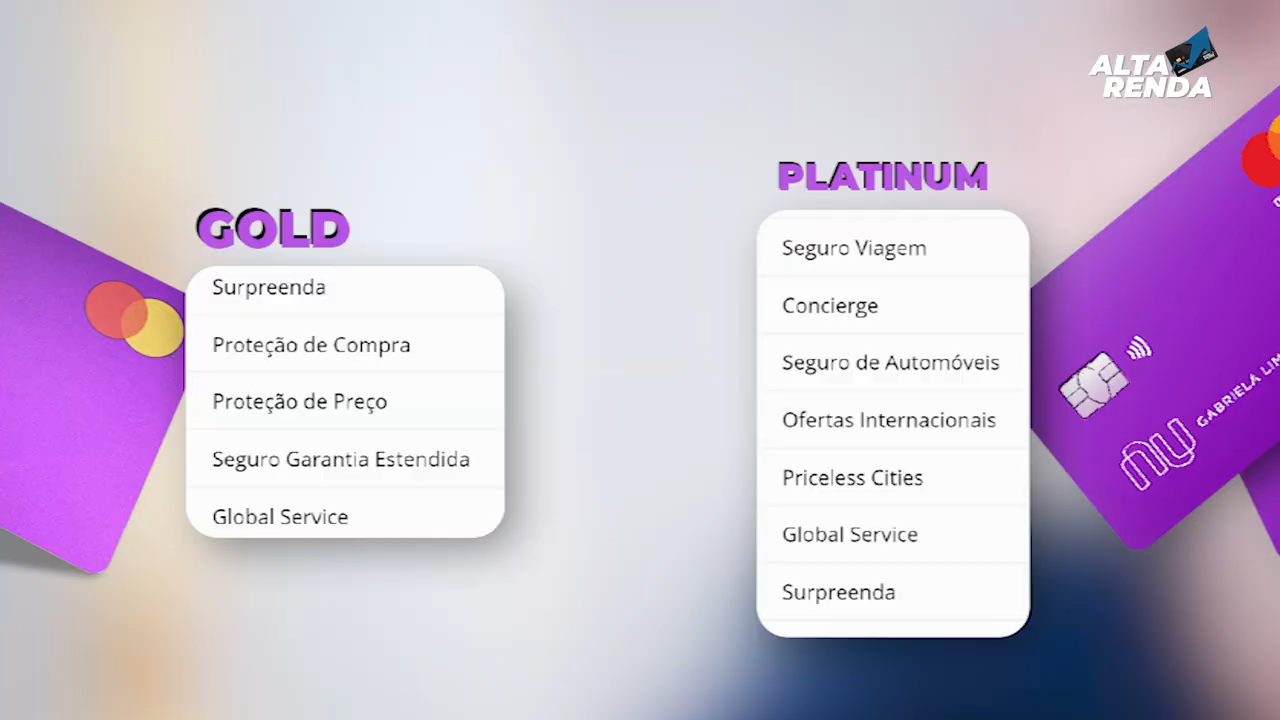 ALTA
RENDA
GOLD
Surpreenda
Proteção de Compra
Proteção de Preço
Seguro Garantia Estendida
Global Service
PLATINUM
Seguro Viagem
Concierge
Seguro de Automóveis
Ofertas Internacionais
Priceless Cities
Global Service
Surpreenda
nu
GABRIELA